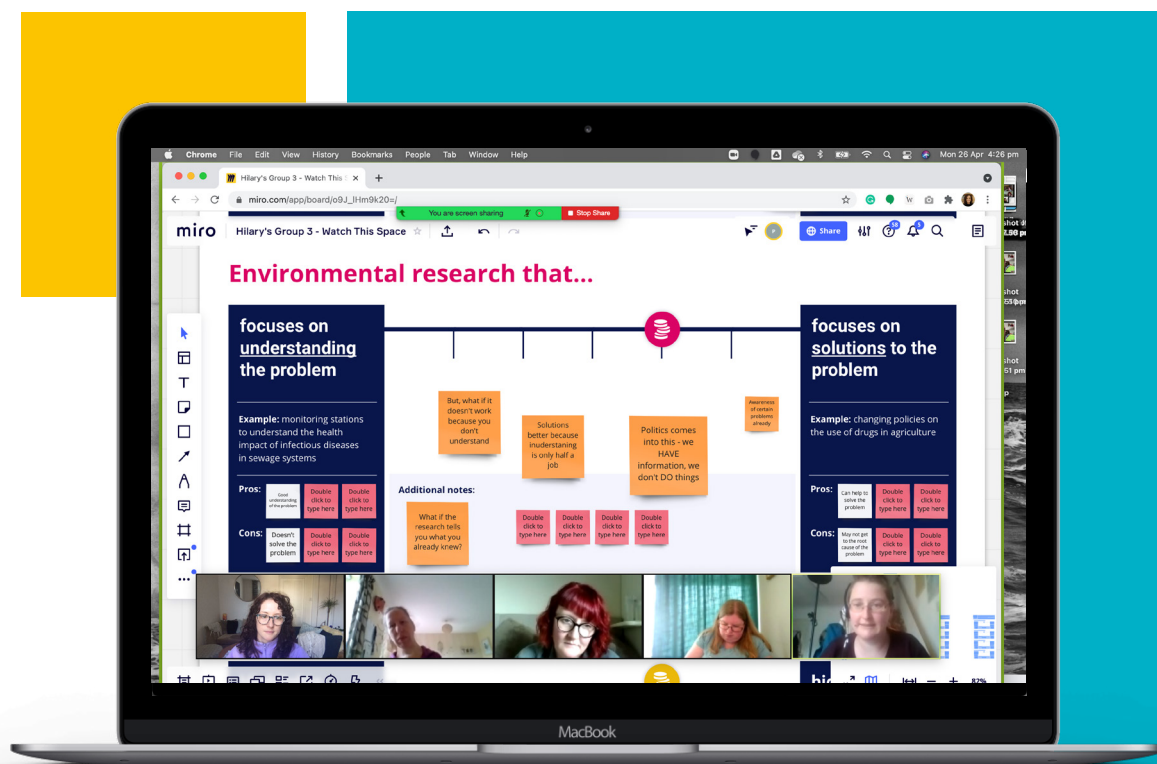 Chrome File Edit View History Bookmarks People Tab Window Help
Mon 26 Apr 4:26 pm
Hilary's Group 3 - Watch This
miro.com/app/board/o9J_lHm9k20=/
You are screen sharing
Stop Share
miro
Hilary's Group 3 - Watch This Space
Share
Environmental research that...
focuses on
understanding
the problem
Example: monitoring stations
to understand the health
impact of infectious diseases
in sewage systems
Pros:
Good
understanding
of the problem
Double
click to
type here
Double
click to
type here
Cons:
Doesn't
solve the
problem
Double
click to
type here
Double
click to
type here
But, what if it
doesn't work
because you
don't
understand
Solutions
better because
inuderstaning
is only half a
job
Politics comes
into this - we
HAVE
information, we
don't DO things
Awareness
of certain
problems
already
Additional notes:
What if the
research tells
you what you
already knew?
Double
click to
type here
Double
click to
type here
Double
click to
type here
Double
click to
type here
focuses on
solutions to the
problem
Example: changing policies on
the use of drugs in agriculture
Pros:
Can help to
solve the
problem
Double
click to
type here
Double
click to
type here
Cons:
May not get
to the root
cause of the
problem
Double
click to
type here
Double
click to
type here
82%
MacBook